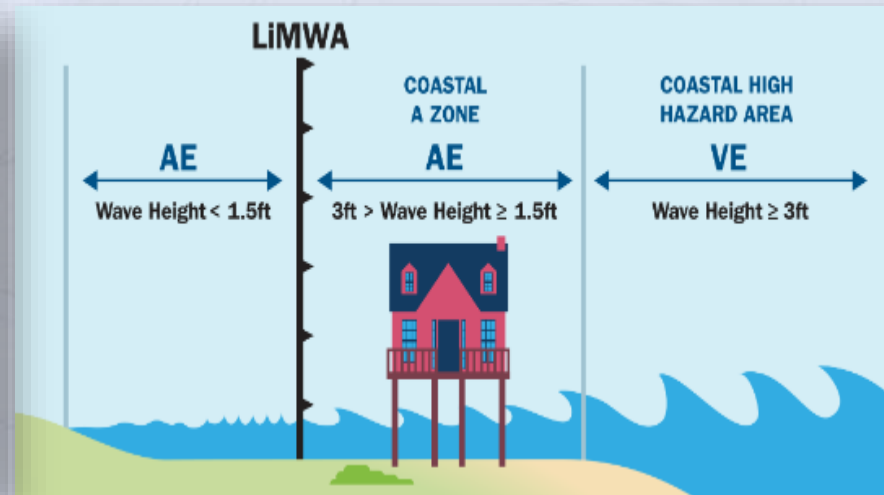 LiMWA
COASTAL
A ZONE
COASTAL HIGH
HAZARD AREA
AE
AE
VE
Wave Height < 1.5ft
3ft > Wave Height ≥ 1.5ft
Wave Height ≥ 3ft